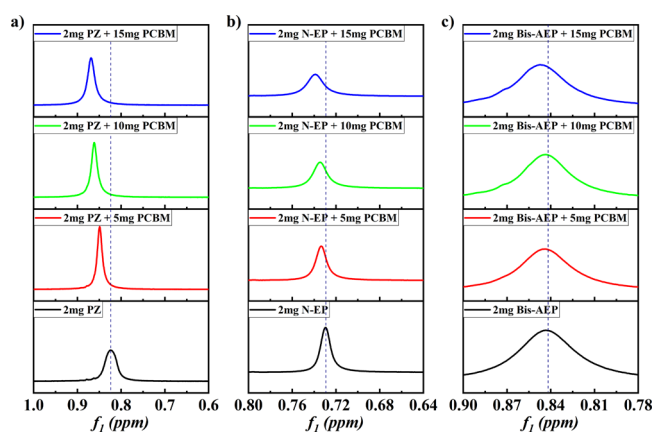 a)
2mg PZ + 15mg PCBM
2mg PZ + 10mg PCBM
2mg PZ + 5mg PCBM
2mg PZ
1.0 0.9 0.8 0.7 0.6
f1 (ppm)
b)
2mg N-EP + 15mg PCBM
2mg N-EP + 10mg PCBM
2mg N-EP + 5mg PCBM
2mg N-EP
0.80 0.76 0.72 0.68 0.64
f1 (ppm)
c)
2mg Bis-AEP + 15mg PCBM
2mg Bis-AEP + 10mg PCBM
2mg Bis-AEP + 5mg PCBM
2mg Bis-AEP
0.90 0.87 0.84 0.81 0.78
f1 (ppm)